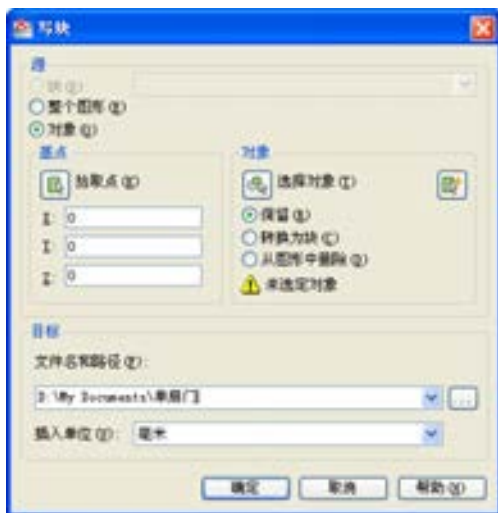 写块
源
块(B)
整个图形(E)
对象(O)
基点
拾取点(K)
X: 0
Y: 0
Z: 0
对象
选择对象(T)
保留(R)
转换为块(C)
从图形中删除(D)
未选定对象
目标
文件名和路径(F):
D:\My Documents\单扇门
...
插入单位(U): 毫米
确定
取消
帮助(H)